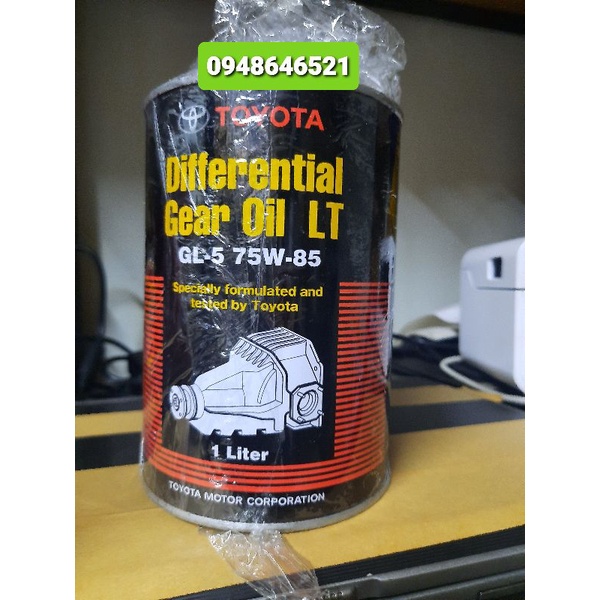 0948646521
TOYOTA
Differential
Gear Oil LT
GL-5 75W-85
Specially formulated and
tested by Toyota
1 Liter
TOYOTA MOTOR CORPORATION